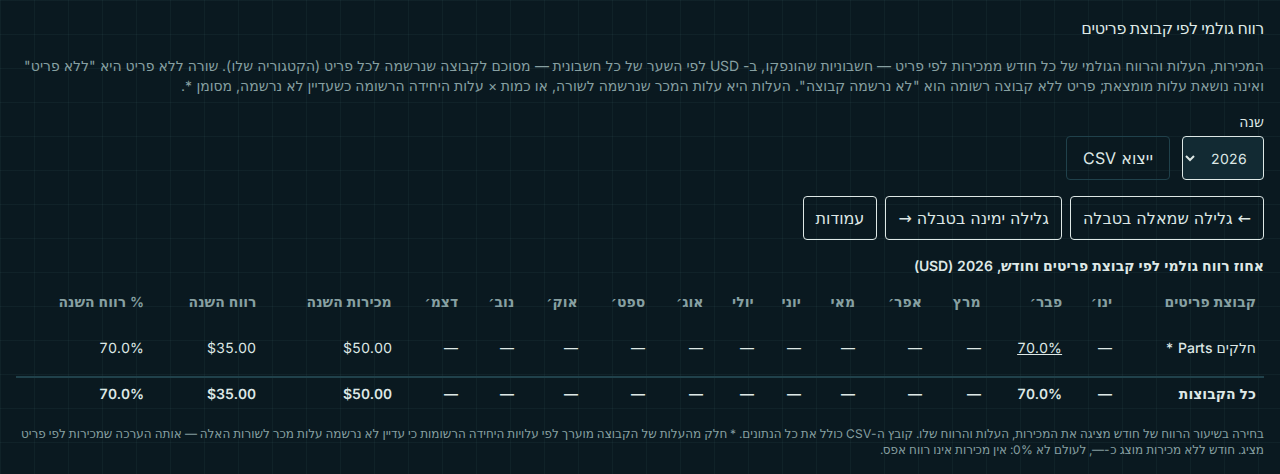 רווח גולמי לפי קבוצת פריטים
המכירות, העלות והרווח הגולמי של כל חודש ממכירות לפי פריט — חשבוניות שהונפקו, ב- USD לפי השער של כל חשבונית — מסוכם לקבוצה שנרשמה לכל פריט (הקטגוריה שלו). שורה ללא פריט היא "ללא פריט"
ואינה נושאת עלות מומצאת; פריט ללא קבוצה רשומה הוא "לא נרשמה קבוצה". העלות היא עלות המכר שנרשמה לשורה, או כמות × עלות היחידה הרשומה כשעדיין לא נרשמה, מסומן *.
שנה
2026 ייצוא CSV
← גלילה שמאלה בטבלה גלילה ימינה בטבלה → עמודות
אחוז רווח גולמי לפי קבוצת פריטים וחודש, 2026 (USD)
קבוצת פריטים ינו׳ פבר׳ מרץ אפר׳ מאי יוני יולי אוג׳ ספט׳ אוק׳ נוב׳ דצמ׳ מכירות השנה רווח השנה % רווח השנה
חלקים Parts * — 70.0% — — — — — — — — — — $50.00 $35.00 70.0%
כל הקבוצות — 70.0% — — — — — — — — — — $50.00 $35.00 70.0%
בחירה בשיעור הרווח של חודש מציגה את המכירות, העלות והרווח שלו. קובץ ה-CSV כולל את כל הנתונים. * חלק מהעלות של הקבוצה מוערך לפי עלויות היחידה הרשומות כי עדיין לא נרשמה עלות מכר לשורות האלה — אותה הערכה שמכירות לפי פריט
מציג. חודש ללא מכירות מוצג כ-—, לעולם לא 0%: אין מכירות אינו רווח אפס.